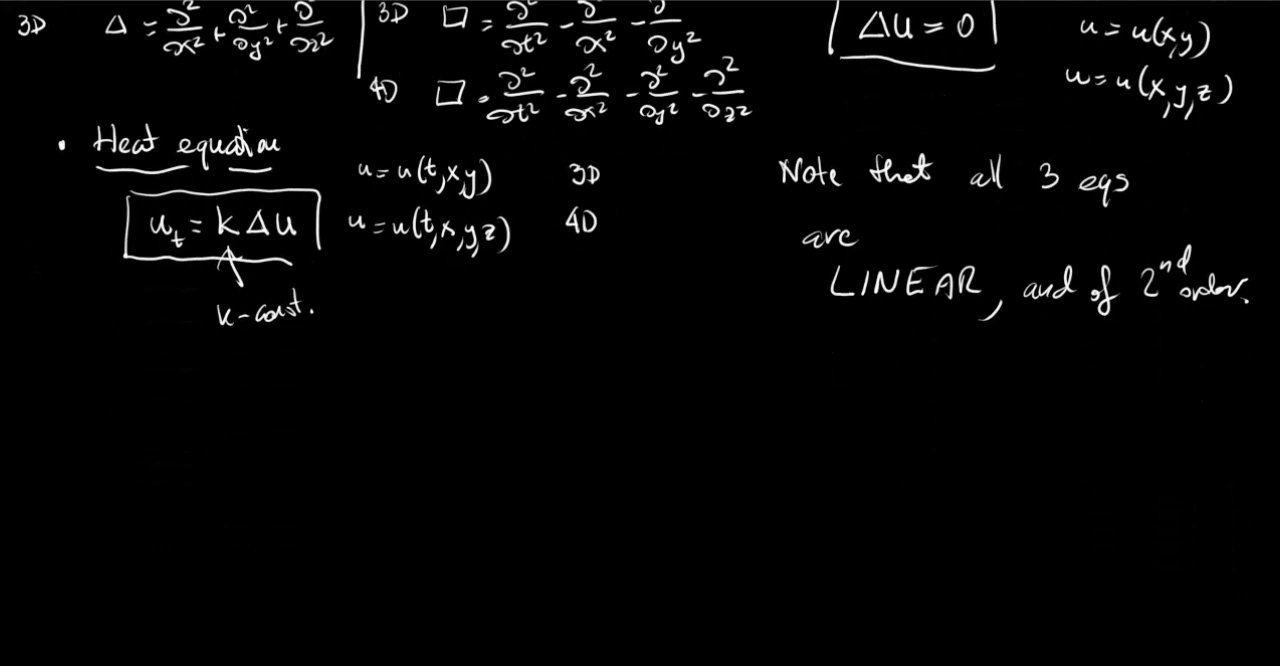 3D Δ = ∂²/∂x² + ∂²/∂y² + ∂/∂z²
3D □ = ∂²/∂t² - ∂²/∂x² - ∂²/∂y²
4D □ = ∂²/∂t² - ∂²/∂x² - ∂²/∂y² - ∂²/∂z²
Δu = 0
u = u(x,y)
u = u(x,y,z)
• Heat equation
u_t = kΔu
k-const.
u = u(t,x,y) 3D
u = u(t,x,y,z) 4D
Note that all 3 eqs
are
LINEAR, and of 2nd order.